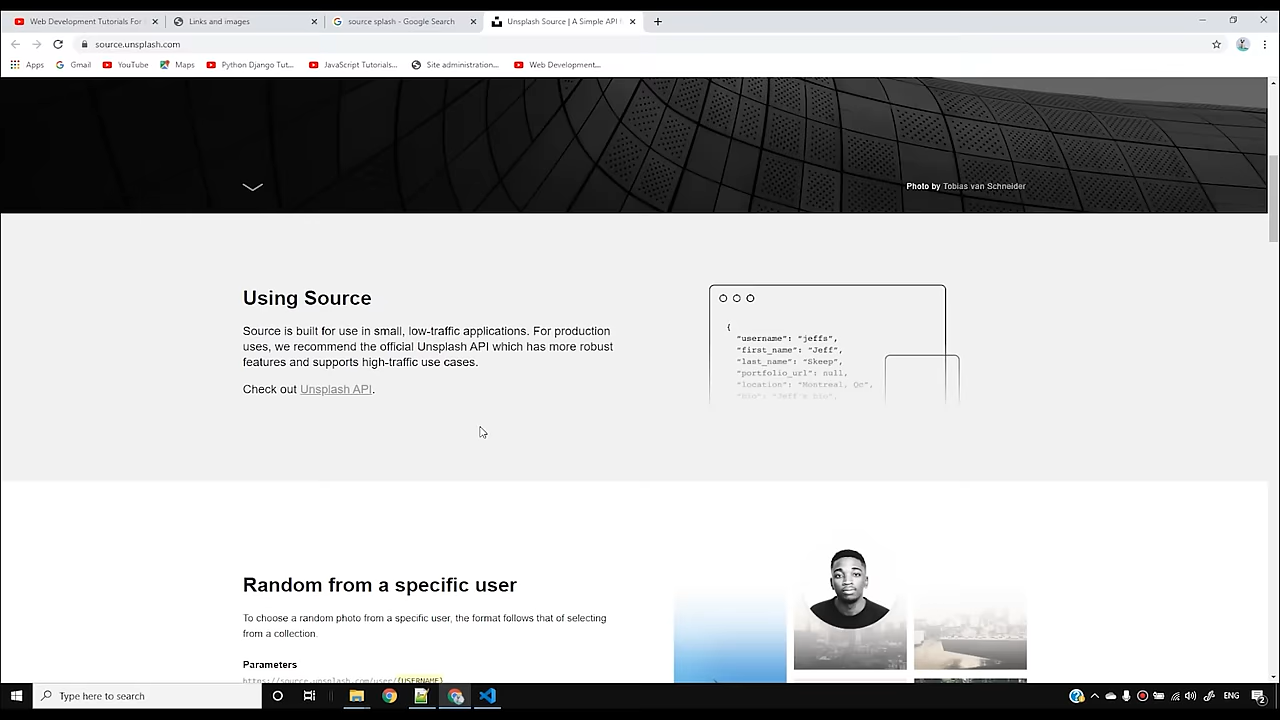 Web Development Tutorials For
Links and images
source splash - Google Search
Unsplash Source | A Simple API
source.unsplash.com
Apps
Gmail
YouTube
Maps
Python Django Tut...
JavaScript Tutorials...
Site administration...
Web Development...
Photo by Tobias van Schneider
Using Source
Source is built for use in small, low-traffic applications. For production
uses, we recommend the official Unsplash API which has more robust
features and supports high-traffic use cases.
Check out Unsplash API.
{
"username": "jeffs",
"first_name": "Jeff",
"last_name": "Skeep",
"portfolio_url": null,
"location": "Montreal, Qn",
"bio": "Jeff's bio",
Random from a specific user
To choose a random photo from a specific user, the format follows that of selecting
from a collection.
Parameters
https://source.unsplash.com/user/{USERNAME}
Type here to search
ENG
2